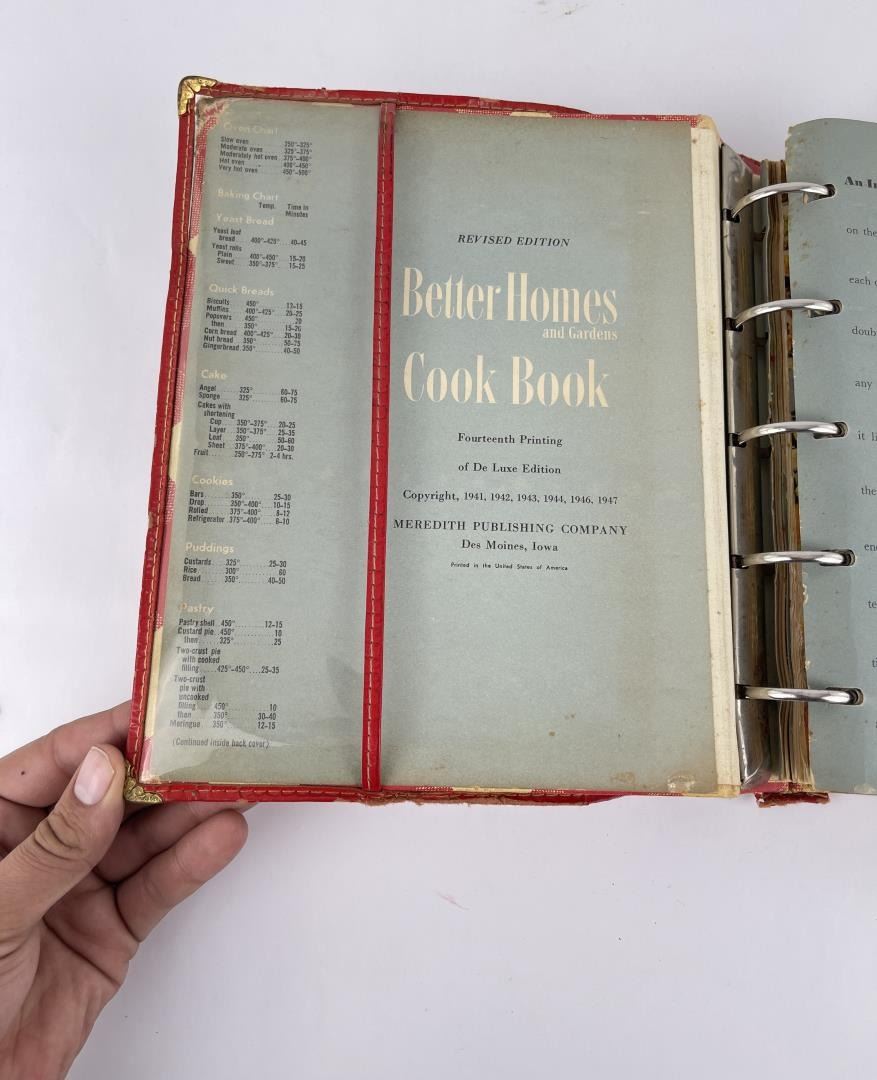 Oven Chart
Slow oven 250°-325°
Moderate oven 325°-375°
Moderately hot oven 375°-400°
Hot oven 400°-450°
Very hot oven 450°-500°
Baking Chart
Temp. Time in
Minutes
Yeast Bread
Yeast loaf
bread 400°-425° 40-45
Yeast rolls
Plain 400°-450° 15-20
Sweet 350°-375° 15-25
Quick Breads
Biscuits 450° 12-15
Muffins 400°-425° 20-25
Popovers 450° 20
then 350° 15-20
Corn bread 400°-425° 20-30
Nut bread 350° 50-75
Gingerbread 350° 40-50
Cake
Angel 325° 60-75
Sponge 325° 60-75
Cakes with
shortening
Cup 350°-375° 20-25
Layer 350°-375° 25-35
Loaf 350° 50-60
Sheet 375°-400° 20-30
Fruit 250°-275° 2-4 hrs.
Cookies
Bars 350° 25-30
Drop 350°-400° 10-15
Rolled 375°-400° 8-12
Refrigerator 375°-400° 8-10
Puddings
Custards 325° 25-30
Rice 300° 60
Bread 350° 40-50
Pastry
Pastry shell 450° 12-15
Custard pie 450° 10
then 325° 25
Two-crust pie
with cooked
filling 425°-450° 25-35
Two-crust
pie with
uncooked
filling 450° 10
then 350° 30-40
Meringue 350° 12-15
(Continued inside back cover)
REVISED EDITION
Better Homes
and Gardens
Cook Book
Fourteenth Printing
of De Luxe Edition
Copyright, 1941, 1942, 1943, 1944, 1946, 1947
MEREDITH PUBLISHING COMPANY
Des Moines, Iowa
Printed in the United States of America
An
on the
each
doub
any
it li
the